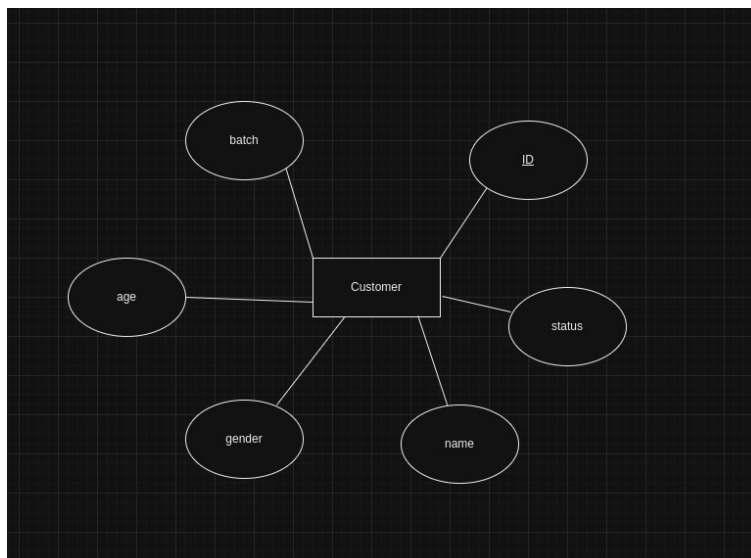 batch
ID
Customer
age
status
gender
name